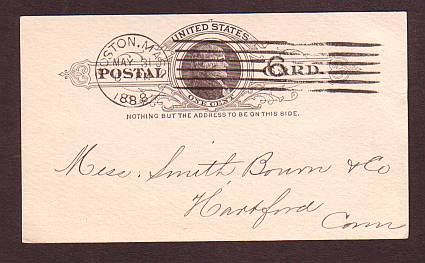 UNITED STATES
BOSTON. MASS
MAY 31
1888
POSTAL CARD.
6
ONE CENT
NOTHING BUT THE ADDRESS TO BE ON THIS SIDE.
Mess. Smith Bourn & Co
Hartford
Conn